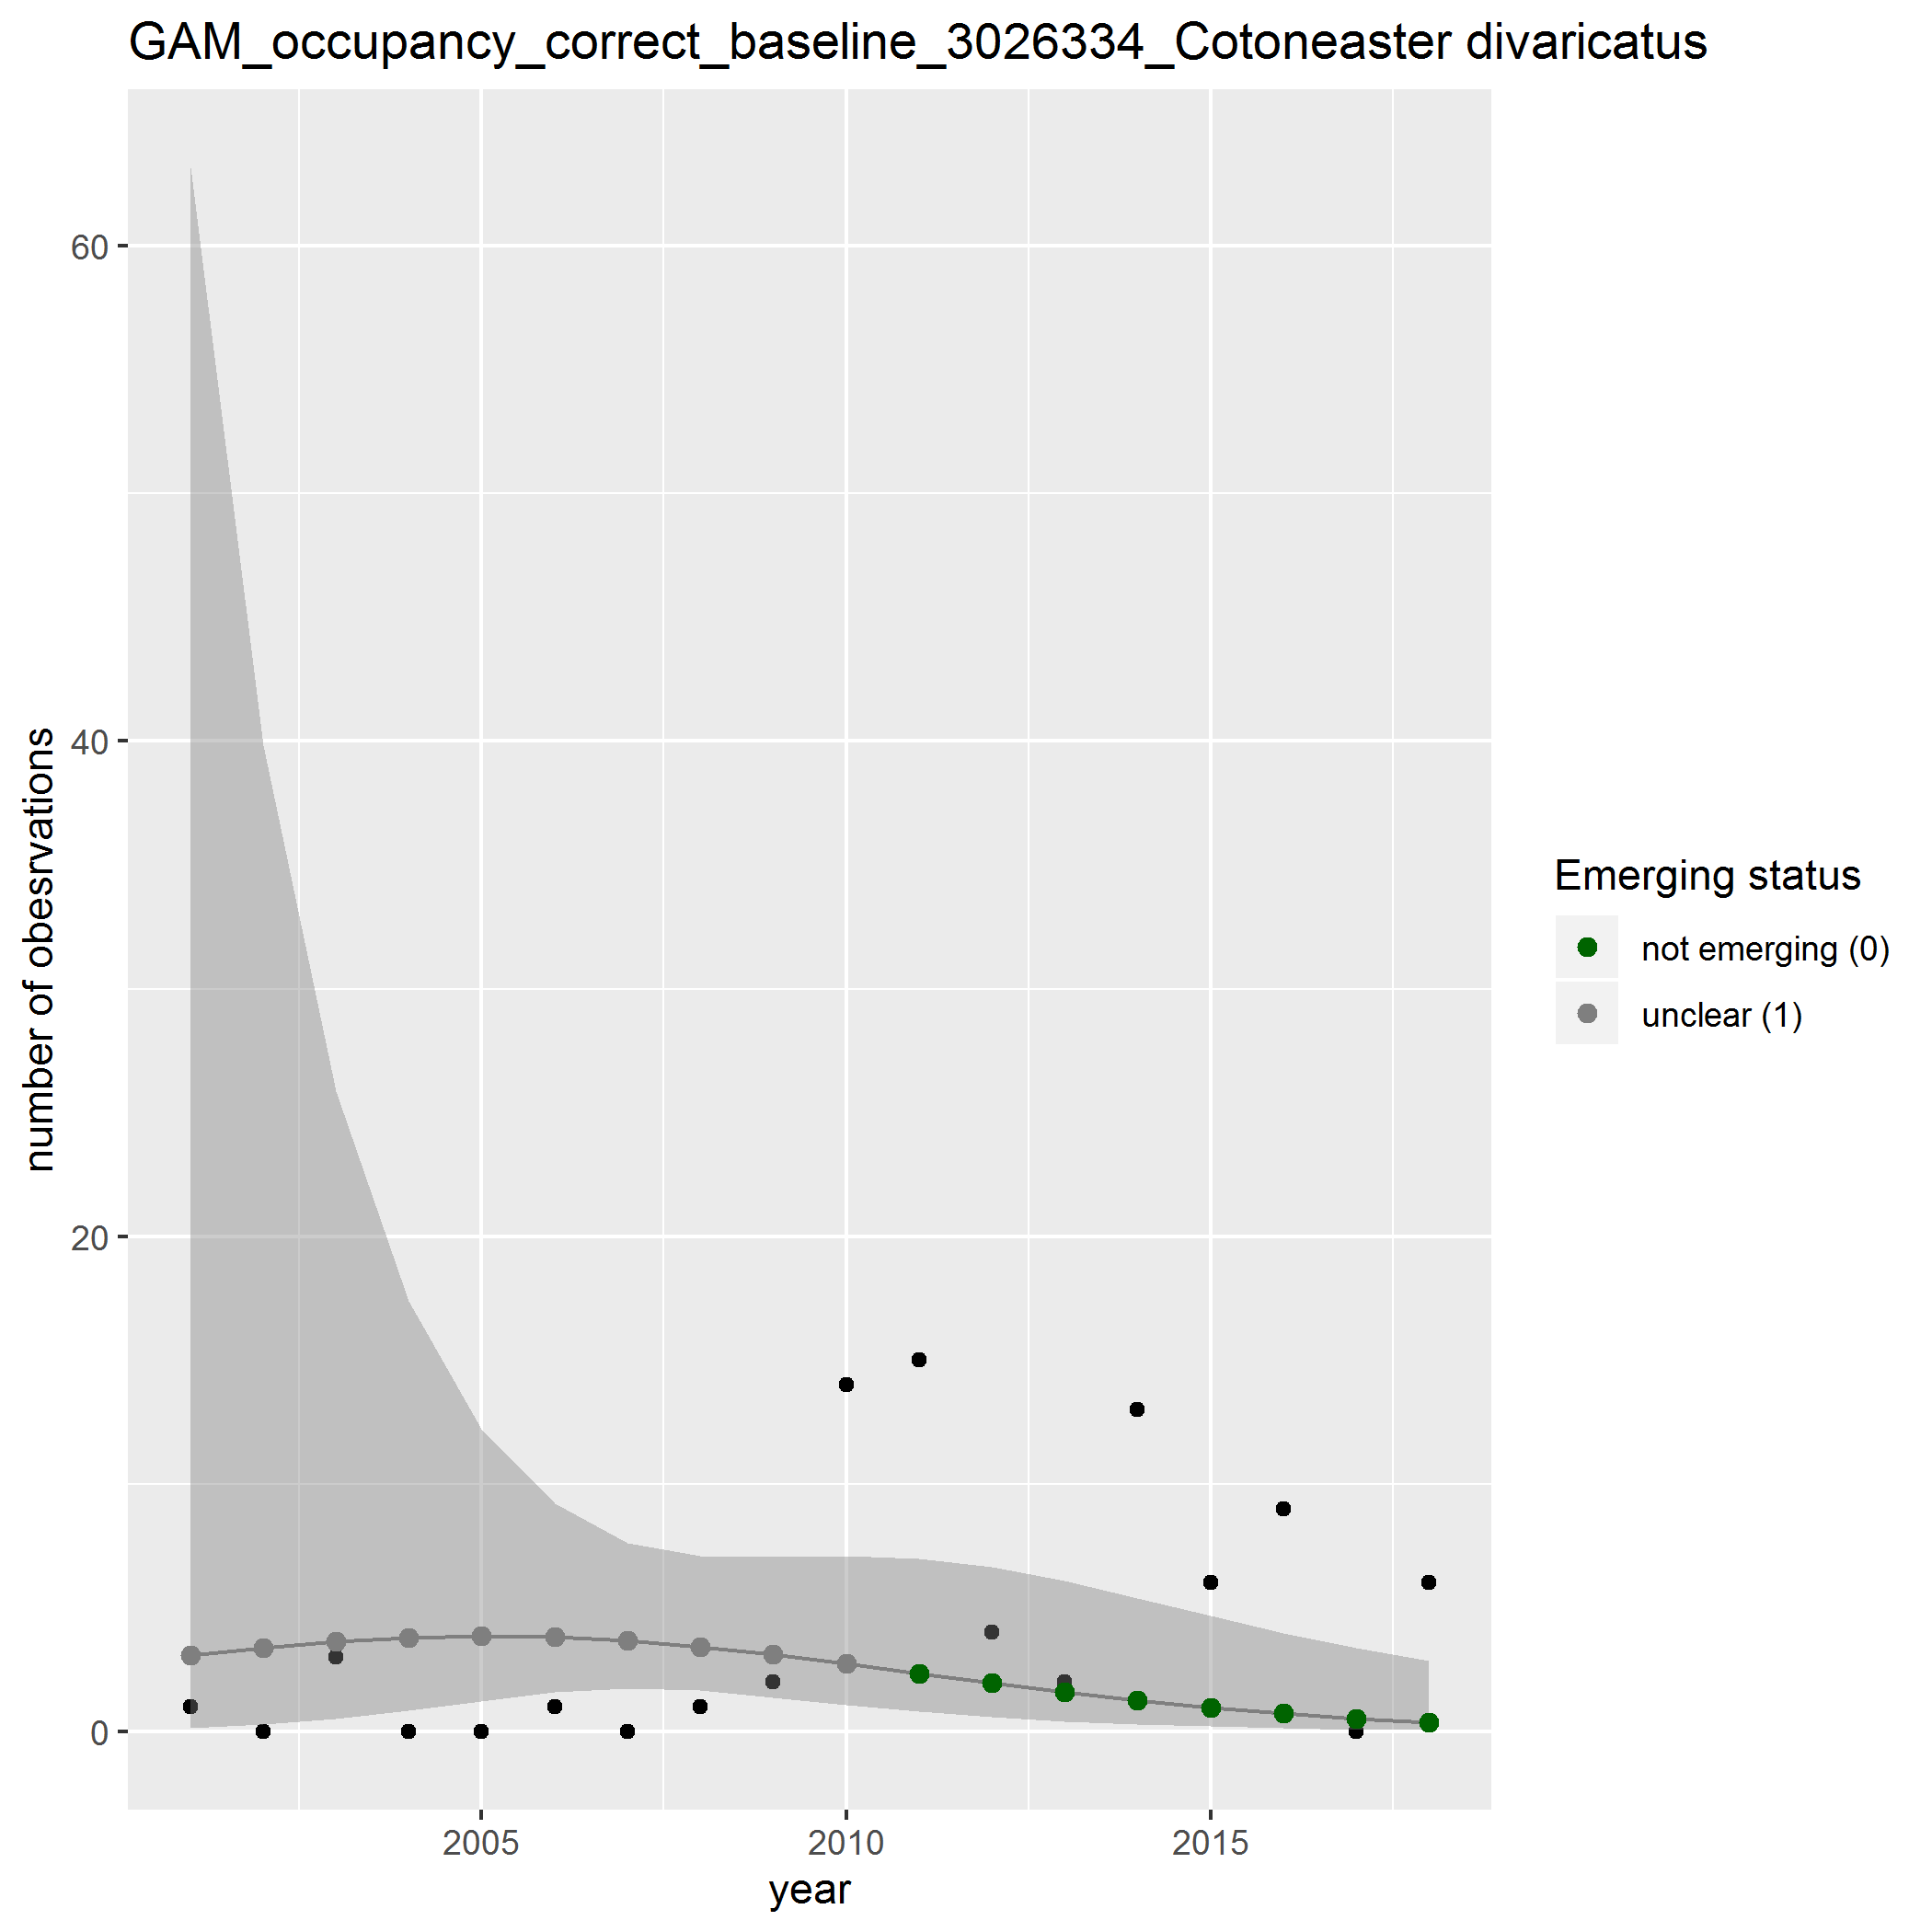 GAM_occupancy_correct_baseline_3026334_Cotoneaster divaricatus
60
40
20
0
number of obesrvations
2005
2010
2015
year
Emerging status
not emerging (0)
unclear (1)